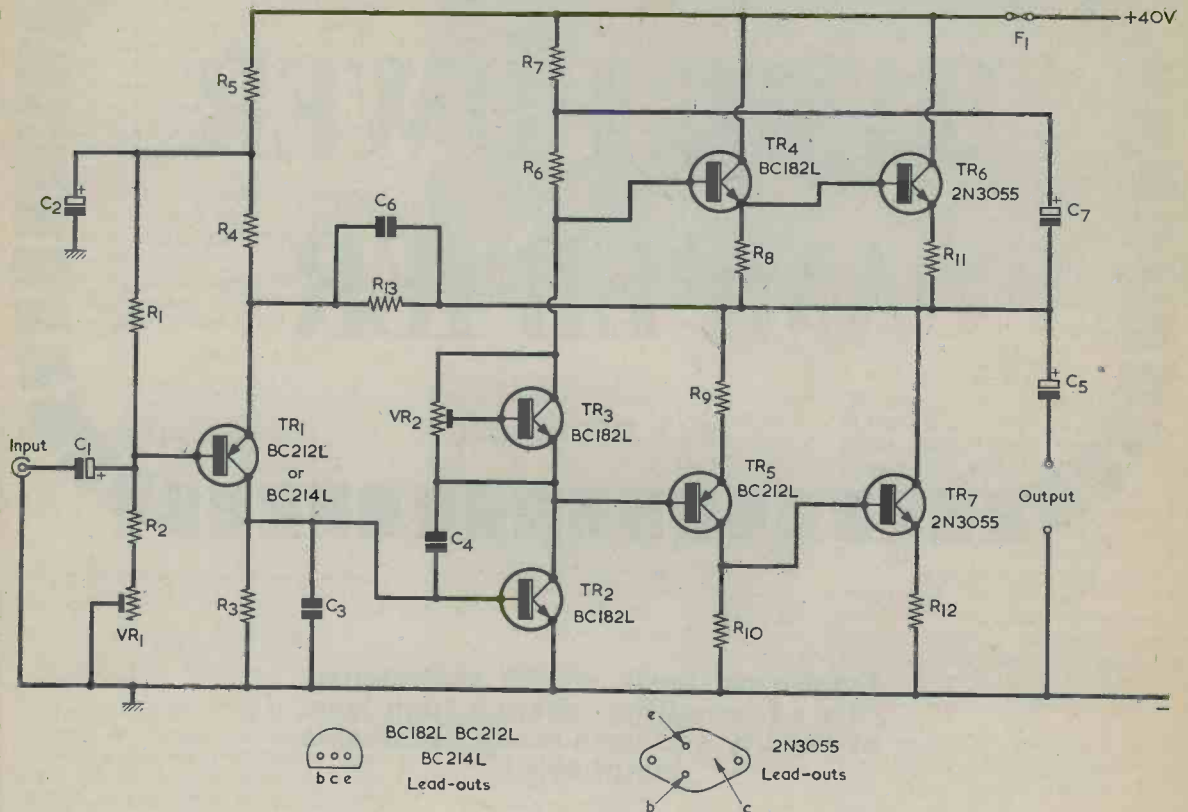 +40V
F1
R5
R7
C2
R4
R6
TR4
BC182L
TR6
2N3055
C7
C6
R8
R11
R1
R13
VR2
TR3
BC182L
R9
C5
Input
C1
TR1
BC212L
or
BC214L
TR5
BC212L
TR7
2N3055
Output
R2
C4
TR2
BC182L
VR1
R3
C3
R10
R12
–
BC182L BC212L
BC214L
Lead-outs
b c e
e
b
c
2N3055
Lead-outs